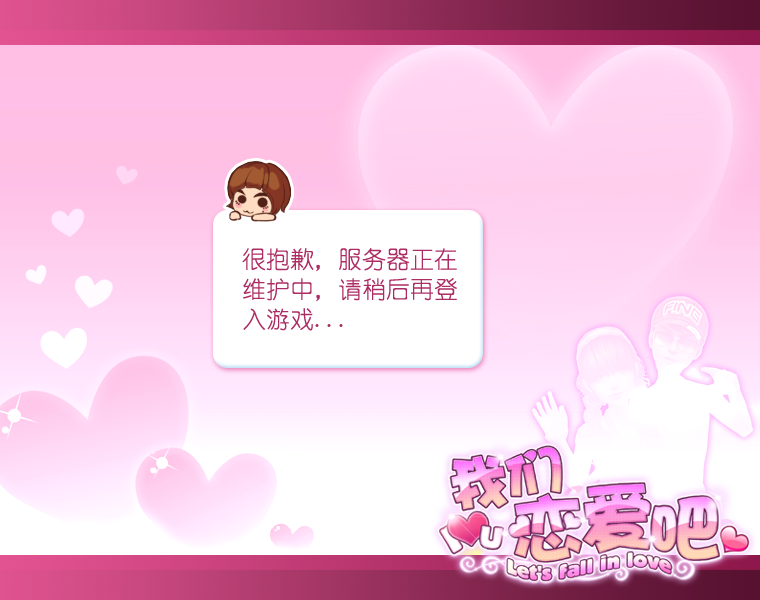 很抱歉，服务器正在
维护中，请稍后再登
入游戏...
FING
我们
I U
恋爱吧
Let's fall in love